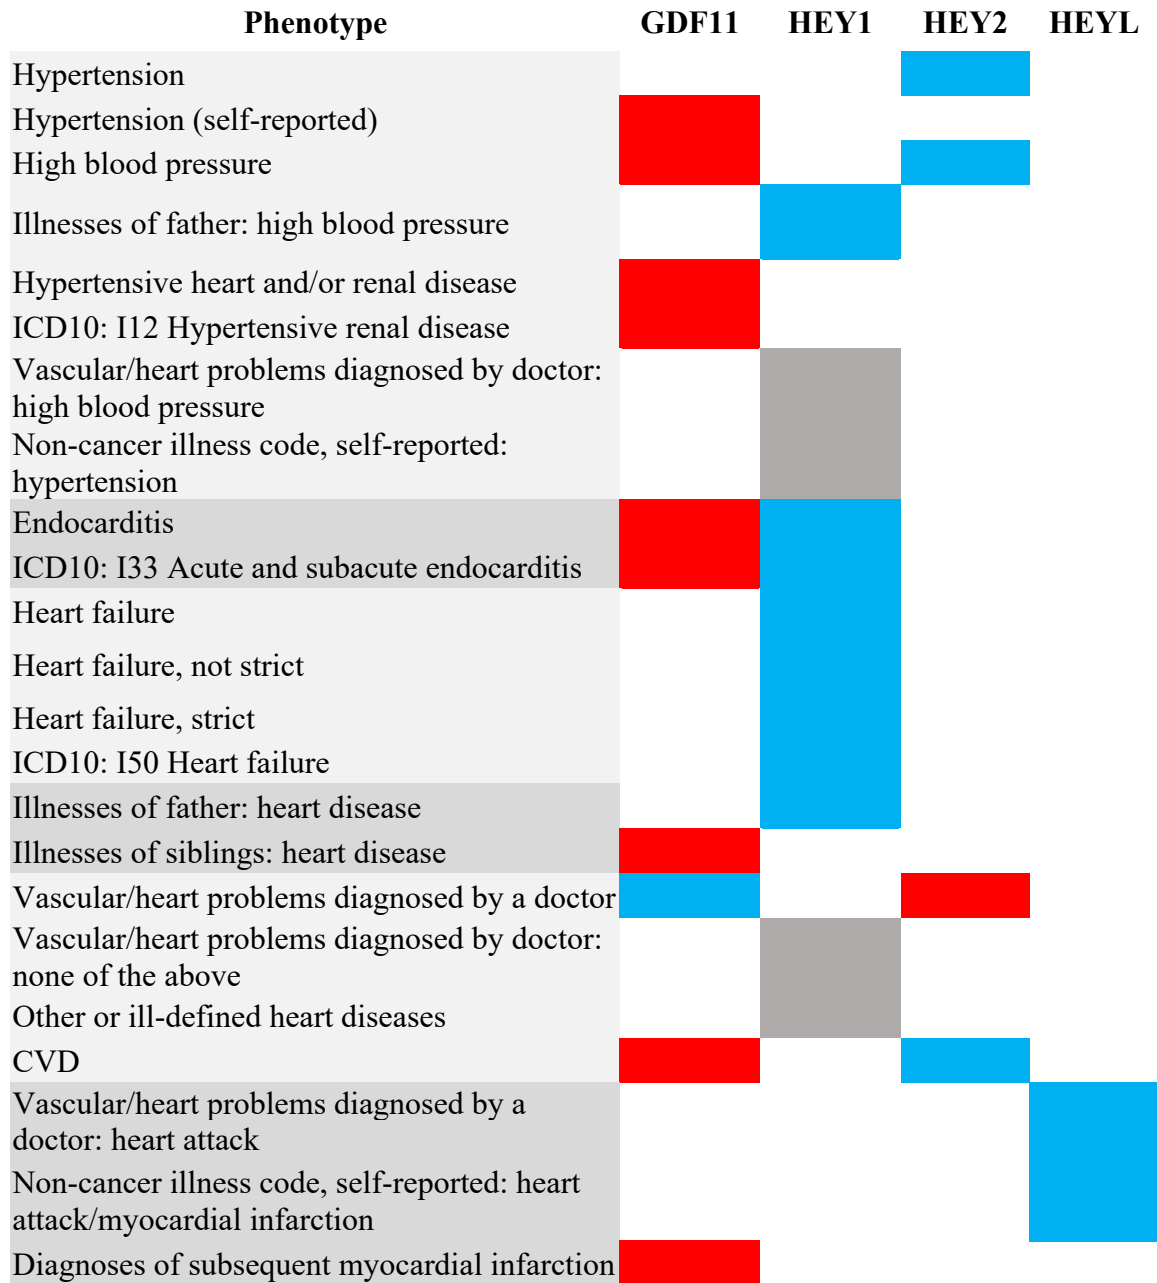 Phenotype GDF11 HEY1 HEY2 HEYL
Hypertension
Hypertension (self-reported)
High blood pressure
Illnesses of father: high blood pressure
Hypertensive heart and/or renal disease
ICD10: I12 Hypertensive renal disease
Vascular/heart problems diagnosed by doctor:
high blood pressure
Non-cancer illness code, self-reported:
hypertension
Endocarditis
ICD10: I33 Acute and subacute endocarditis
Heart failure
Heart failure, not strict
Heart failure, strict
ICD10: I50 Heart failure
Illnesses of father: heart disease
Illnesses of siblings: heart disease
Vascular/heart problems diagnosed by a doctor
Vascular/heart problems diagnosed by doctor:
none of the above
Other or ill-defined heart diseases
CVD
Vascular/heart problems diagnosed by a
doctor: heart attack
Non-cancer illness code, self-reported: heart
attack/myocardial infarction
Diagnoses of subsequent myocardial infarction